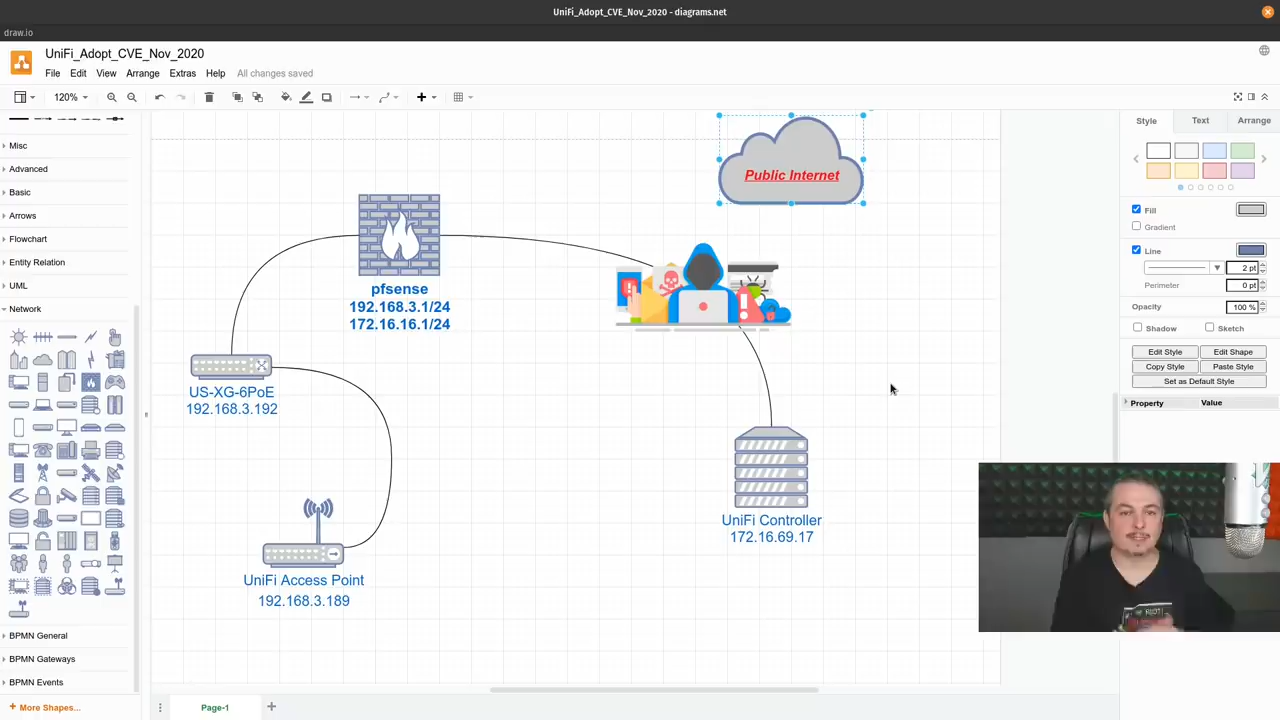 UniFi_Adopt_CVE_Nov_2020 - diagrams.net
draw.io
UniFi_Adopt_CVE_Nov_2020
File Edit View Arrange Extras Help All changes saved
120%
Misc
Advanced
Basic
Arrows
Flowchart
Entity Relation
UML
Network
BPMN General
BPMN Gateways
BPMN Events
+ More Shapes...
Public Internet
pfsense
192.168.3.1/24
172.16.16.1/24
US-XG-6PoE
192.168.3.192
UniFi Access Point
192.168.3.189
UniFi Controller
172.16.69.17
Page-1
Style Text Arrange
Fill
Gradient
Line
2 pt
Perimeter 0 pt
Opacity 100 %
Shadow Sketch
Edit Style Edit Shape
Copy Style Paste Style
Set as Default Style
Property Value